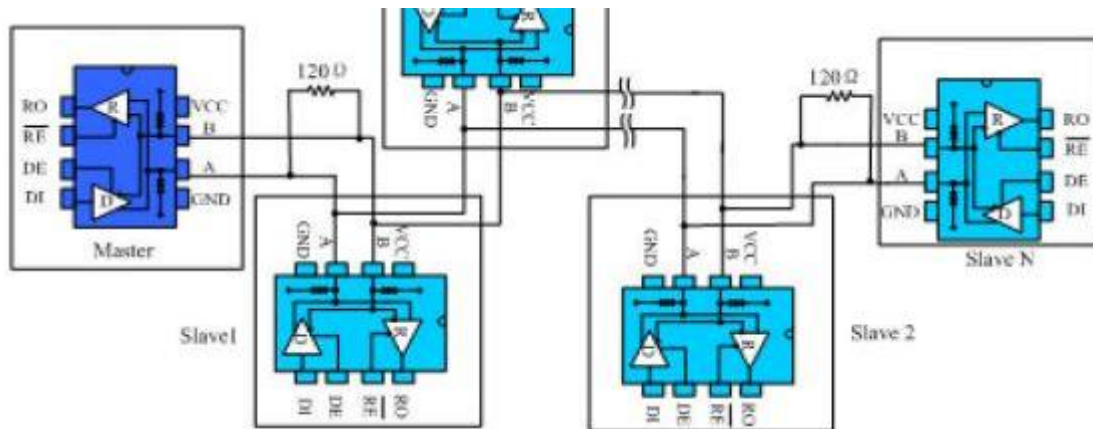 GND
A
B
VCC
120 Ω
120Ω
RO
R
VCC
RE
B
DE
A
DI
D
GND
Master
VCC
R
RO
B
RE
A
DE
GND
D
DI
Slave N
GND
A
B
VCC
Slave1
D
R
DI
DE
RE
RO
GND
A
B
VCC
Slave 2
D
R
DI
DE
RE
RO